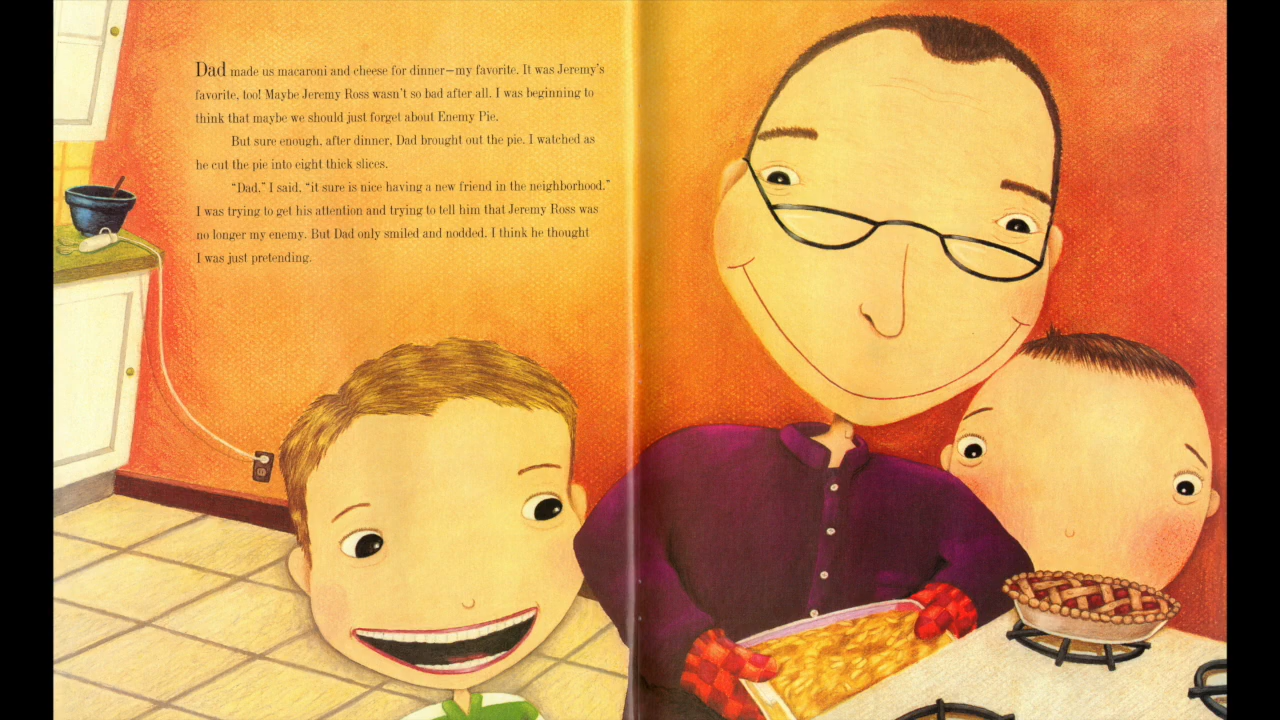 Dad made us macaroni and cheese for dinner—my favorite. It was Jeremy's
favorite, too! Maybe Jeremy Ross wasn't so bad after all. I was beginning to
think that maybe we should just forget about Enemy Pie.
But sure enough, after dinner, Dad brought out the pie. I watched as
he cut the pie into eight thick slices.
"Dad," I said, "it sure is nice having a new friend in the neighborhood."
I was trying to get his attention and trying to tell him that Jeremy Ross was
no longer my enemy. But Dad only smiled and nodded. I think he thought
I was just pretending.